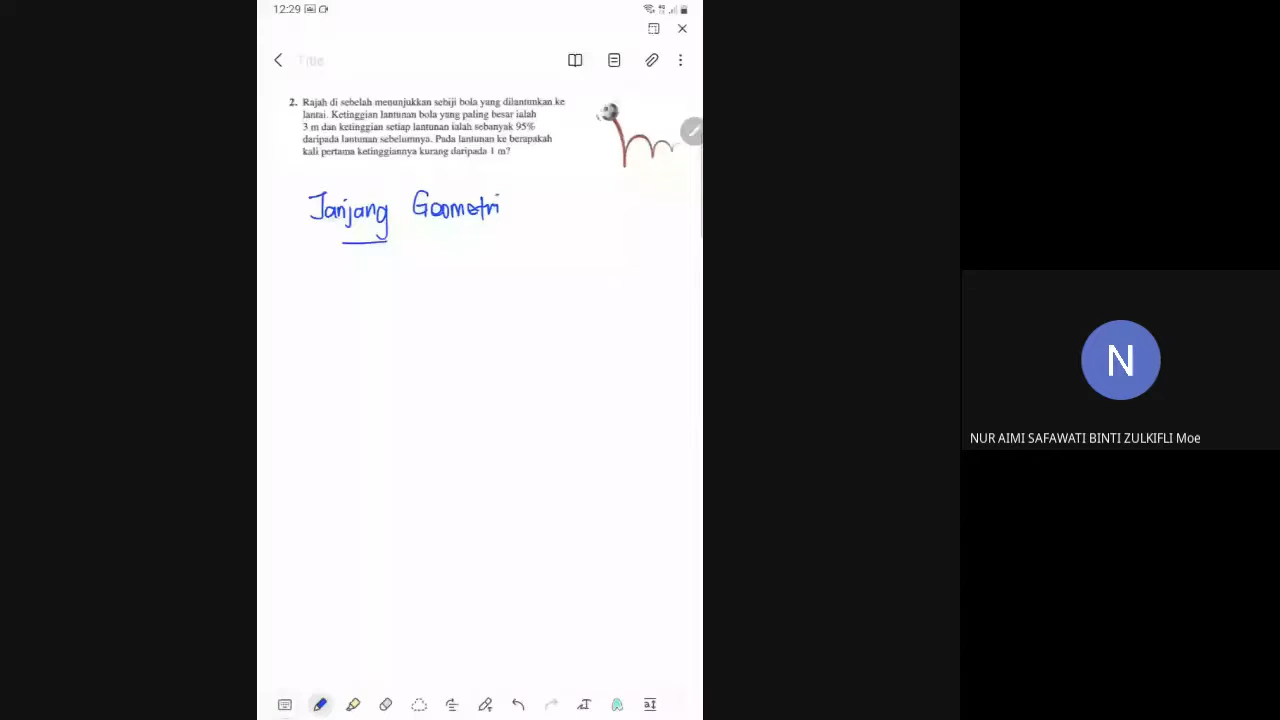 12:29
Title
2. Rajah di sebelah menunjukkan sebiji bola yang dilantunkan ke
lantai. Ketinggian lantunan bola yang paling besar ialah
3 m dan ketinggian setiap lantunan ialah sebanyak 95%
daripada lantunan sebelumnya. Pada lantunan ke berapakah
kali pertama ketinggiannya kurang daripada 1 m?
Janjang Geometri
N
NUR AIMI SAFAWATI BINTI ZULKIFLI Moe